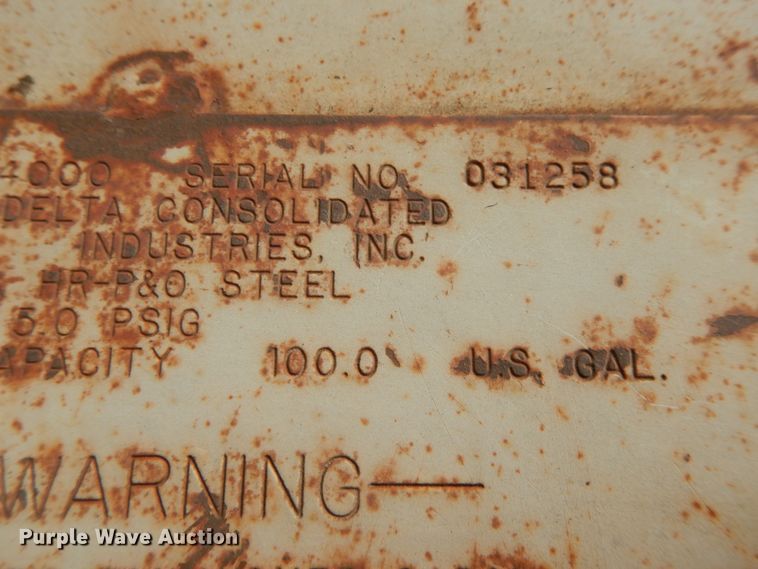 4000 SERIAL NO. 031258
DELTA CONSOLIDATED
INDUSTRIES, INC.
HR-P&O STEEL
5.0 PSIG
APACITY 100.0 U.S. GAL.
WARNING—
Purple Wave Auction